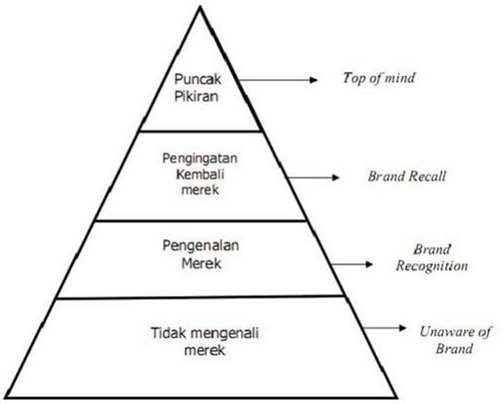 Puncak
Pikiran
Top of mind
Pengingatan
Kembali
merek
Brand Recall
Pengenalan
Merek
Brand
Recognition
Tidak mengenali
merek
Unaware of
Brand